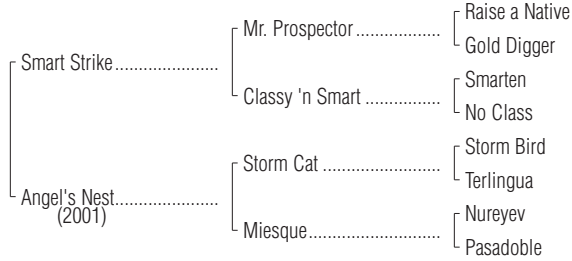 Raise a Native
Mr. Prospector ..................
Gold Digger
Smart Strike ......................
Smarten
Classy 'n Smart ................
No Class
Storm Bird
Storm Cat .........................
Terlingua
Angel's Nest......................
(2001)
Nureyev
Miesque............................
Pasadoble